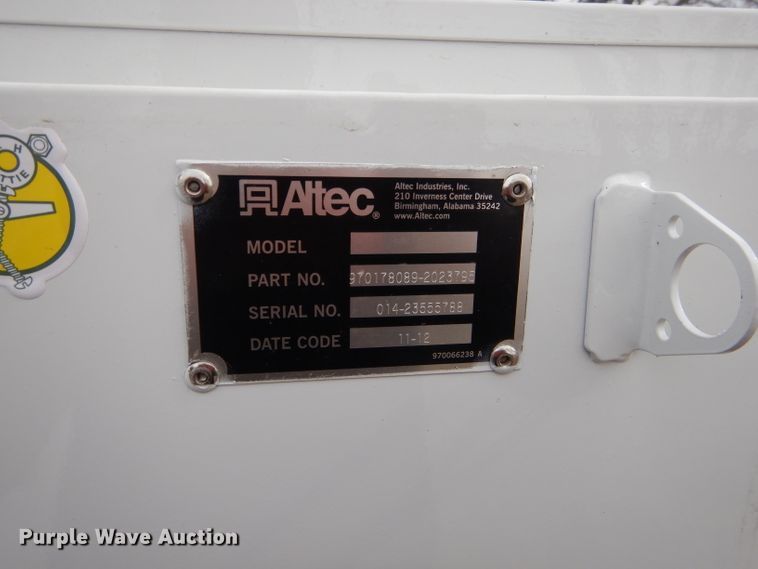 Altec®
Altec Industries, Inc.
210 Inverness Center Drive
Birmingham, Alabama 35242
www.Altec.com
MODEL
PART NO. 970178089-2023795
SERIAL NO. 014-23555788
DATE CODE 11-12
970066238 A
Purple Wave Auction